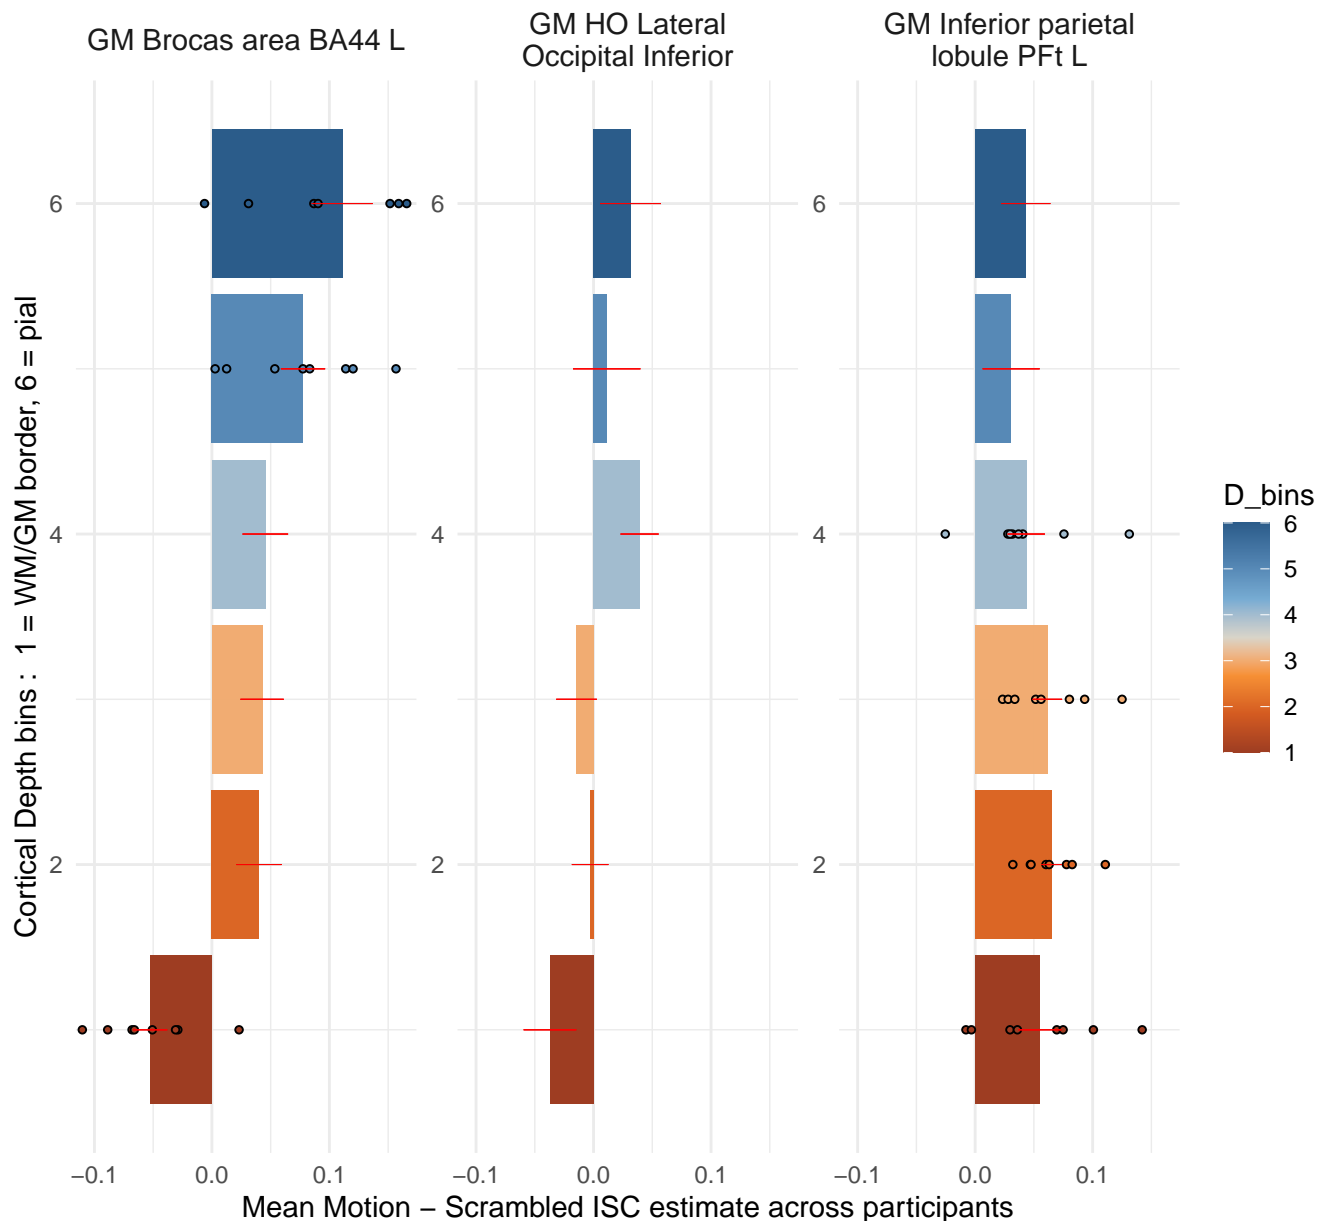 GM Brocas area BA44 L
GM HO Lateral
Occipital Inferior
GM Inferior parietal
lobule PFt L
Cortical Depth bins : 1 = WM/GM border, 6 = pial
6
4
2
6
4
2
6
4
2
−0.1 0.0 0.1
−0.1 0.0 0.1
−0.1 0.0 0.1
Mean Motion − Scrambled ISC estimate across participants
D_bins
6
5
4
3
2
1